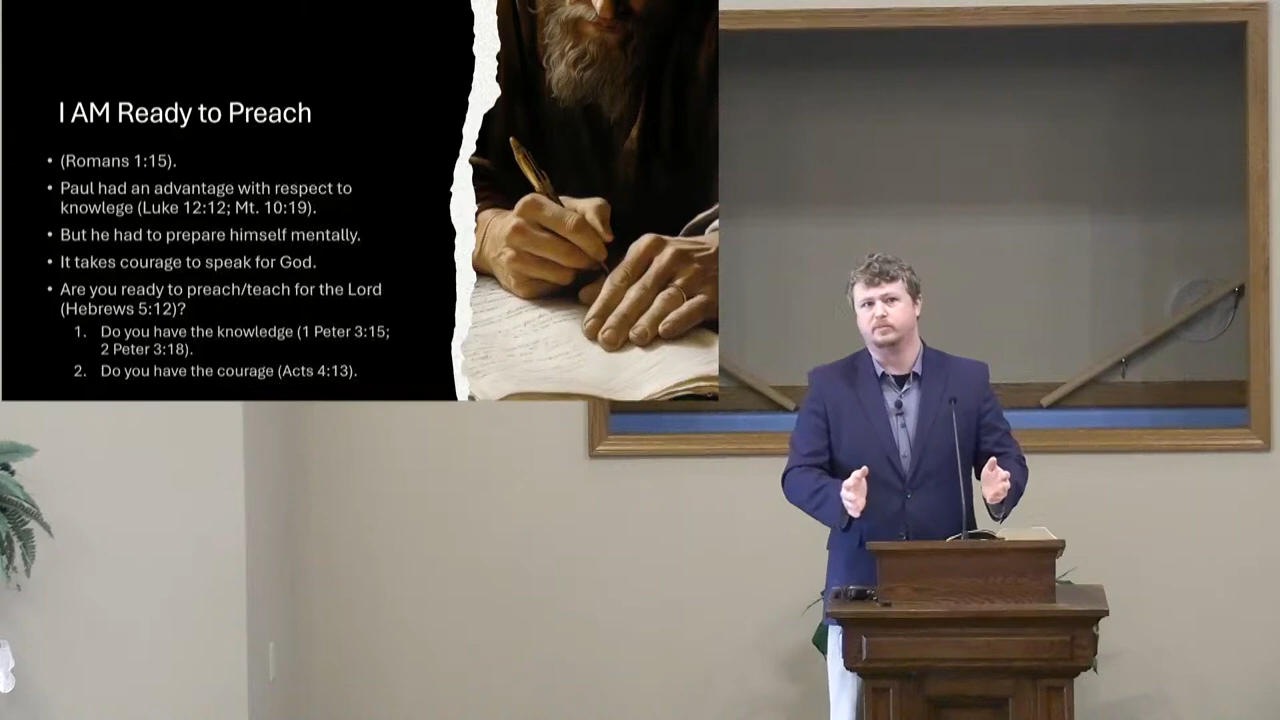 I AM Ready to Preach
• (Romans 1:15).
• Paul had an advantage with respect to
knowlege (Luke 12:12; Mt. 10:19).
• But he had to prepare himself mentally.
• It takes courage to speak for God.
• Are you ready to preach/teach for the Lord
(Hebrews 5:12)?
1. Do you have the knowledge (1 Peter 3:15;
2 Peter 3:18).
2. Do you have the courage (Acts 4:13).